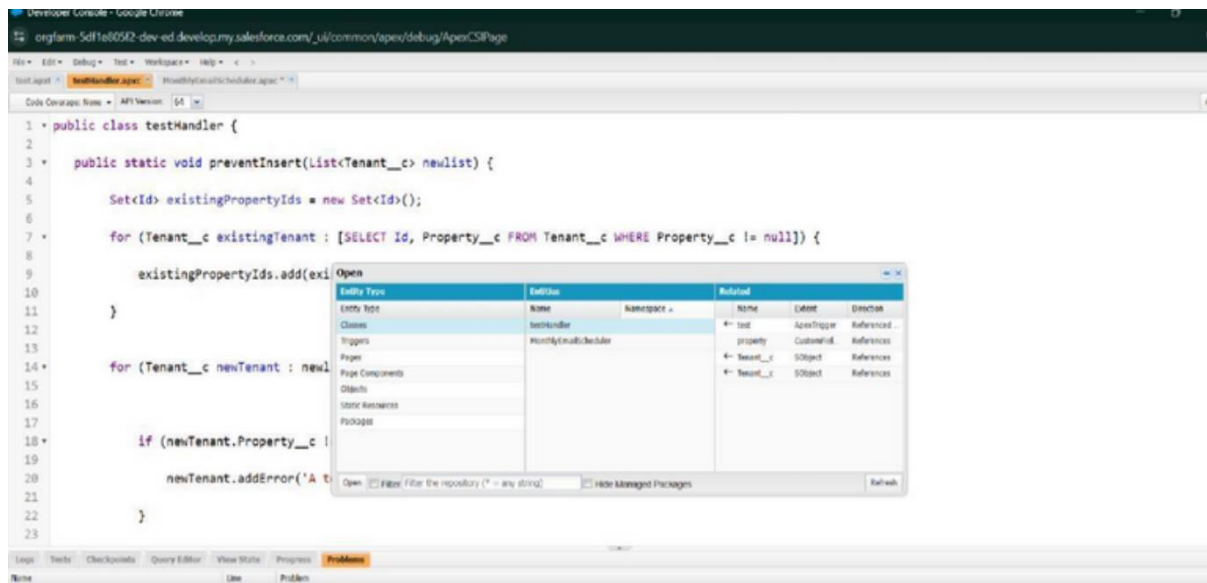 Developer Console - Google Chrome
orgfarm-5df1e805f2-dev-ed.develop.my.salesforce.com/_ui/common/apex/debug/ApexCSIPage
File Edit Debug Test Workspace Help < >
test.apxt testHandler.apxc MonthlyEmailScheduler.apxc *
Code Coverage: None API Version: 64
1 public class testHandler {
2
3 public static void preventInsert(List<Tenant__c> newlist) {
4
5 Set<Id> existingPropertyIds = new Set<Id>();
6
7 for (Tenant__c existingTenant : [SELECT Id, Property__c FROM Tenant__c WHERE Property__c != null]) {
8
9 existingPropertyIds.add(exi
10
11 }
12
13
14 for (Tenant__c newTenant : newl
15
16
17
18 if (newTenant.Property__c !
19
20 newTenant.addError('A t
21
22 }
23
Open
Entity Type Entities Related
Entity Type Name Namespace Name Extent Direction
Classes testHandler test ApexTrigger Referenced ...
Triggers MonthlyEmailScheduler property CustomFiel.. References
Pages Tenant__c SObject References
Page Components Tenant__c SObject References
Objects
Static Resources
Packages
Open Filter Filter the repository (* = any string) Hide Managed Packages Refresh
Logs Tests Checkpoints Query Editor View State Progress Problems
Name Line Problem